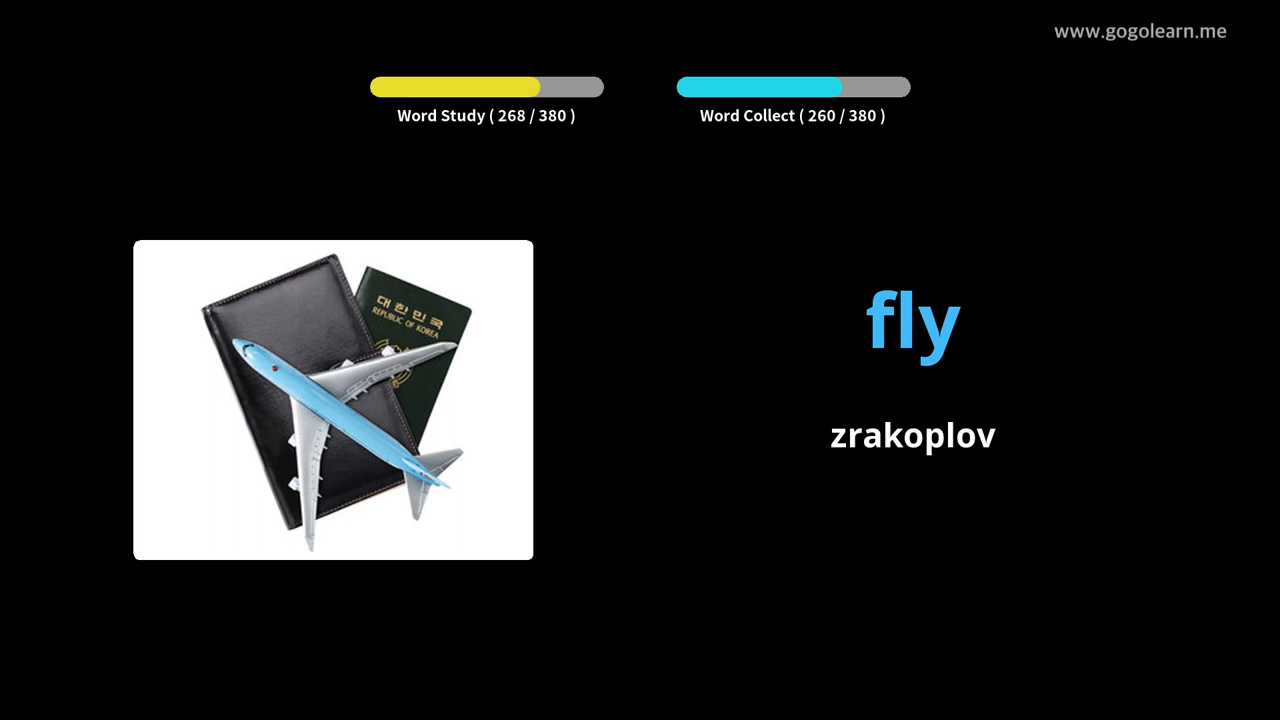 www.gogolearn.me
Word Study ( 268 / 380 )
Word Collect ( 260 / 380 )
대한민국
REPUBLIC OF KOREA
fly
zrakoplov